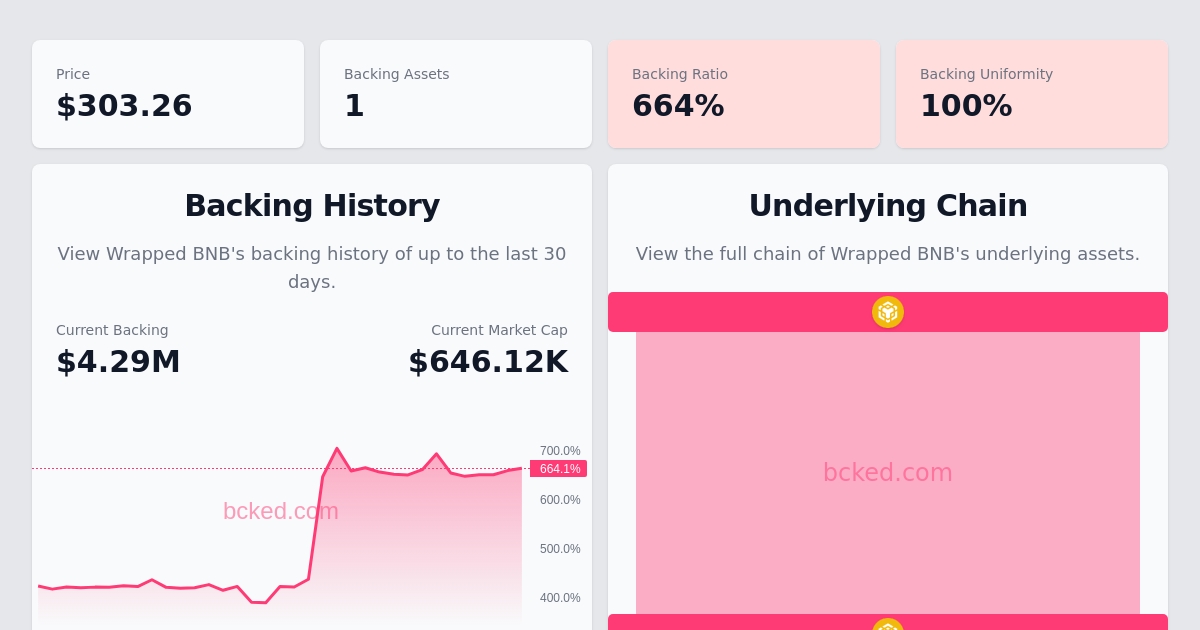 Price
$303.26
Backing Assets
1
Backing Ratio
664%
Backing Uniformity
100%
Backing History
View Wrapped BNB's backing history of up to the last 30
days.
Current Backing
$4.29M
Current Market Cap
$646.12K
700.0%
664.1%
600.0%
500.0%
400.0%
bcked.com
Underlying Chain
View the full chain of Wrapped BNB's underlying assets.
bcked.com